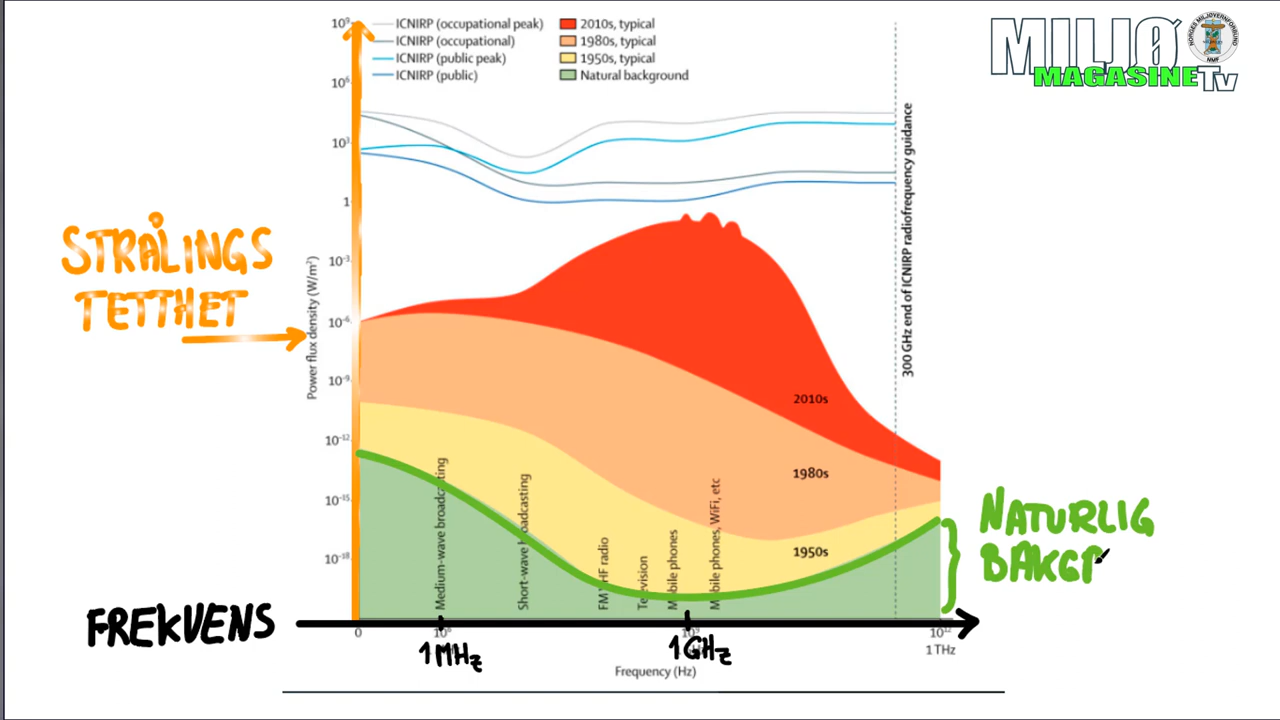 10⁹
10⁶
10³
1
10⁻³
10⁻⁶
10⁻⁹
10⁻¹²
10⁻¹⁵
10⁻¹⁸
Power flux density (W/m²)
ICNIRP (occupational peak)
ICNIRP (occupational)
ICNIRP (public peak)
ICNIRP (public)
2010s, typical
1980s, typical
1950s, typical
Natural background
MILJØ
MAGASINE Tv
NORGES MILJØVERNFORBUND
NMF
STRÅLINGS
TETTHET
300 GHz end of ICNIRP radiofrequency guidance
2010s
1980s
1950s
Medium-wave broadcasting
Short-wave broadcasting
FM VHF radio
Television
Mobile phones
Mobile phones, WiFi, etc
NATURLIG
BAKGR
FREKVENS
0
10⁶
10⁹
10¹²
1MHz
1GHz
1 THz
Frequency (Hz)